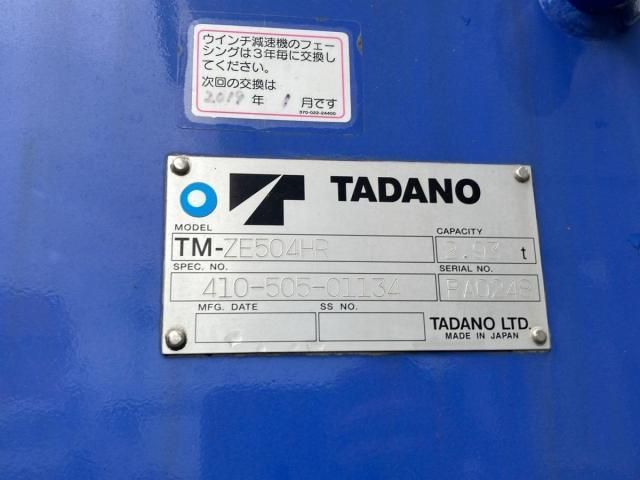 ウインチ減速機のフェー
シングは3年毎に交換し
てください。
次回の交換は
2019 年 1 月です
370-022-24400
TADANO
MODEL
CAPACITY
TM-ZE504HR
2.93 t
SPEC. NO.
SERIAL NO.
410-505-01134
MFG. DATE
SS NO.
TADANO LTD.
MADE IN JAPAN